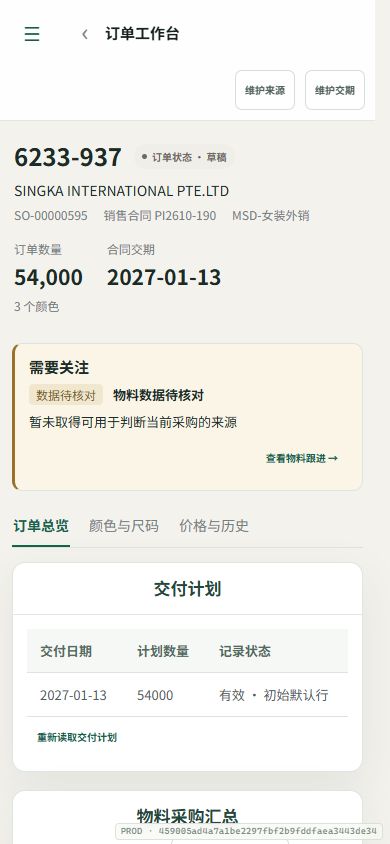 订单工作台
维护来源
维护交期
6233-937
订单状态 · 草稿
SINGKA INTERNATIONAL PTE.LTD
SO-00000595 销售合同 PI2610-190 MSD-女装外销
订单数量 合同交期
54,000 2027-01-13
3 个颜色
需要关注
数据待核对 物料数据待核对
暂未取得可用于判断当前采购的来源
查看物料跟进 →
订单总览 颜色与尺码 价格与历史
交付计划
交付日期 计划数量 记录状态
2027-01-13 54000 有效 · 初始默认行
重新读取交付计划
物料采购汇总
PROD · 459005ad4a7a1be2297fbf2b9fddfaea3443de34